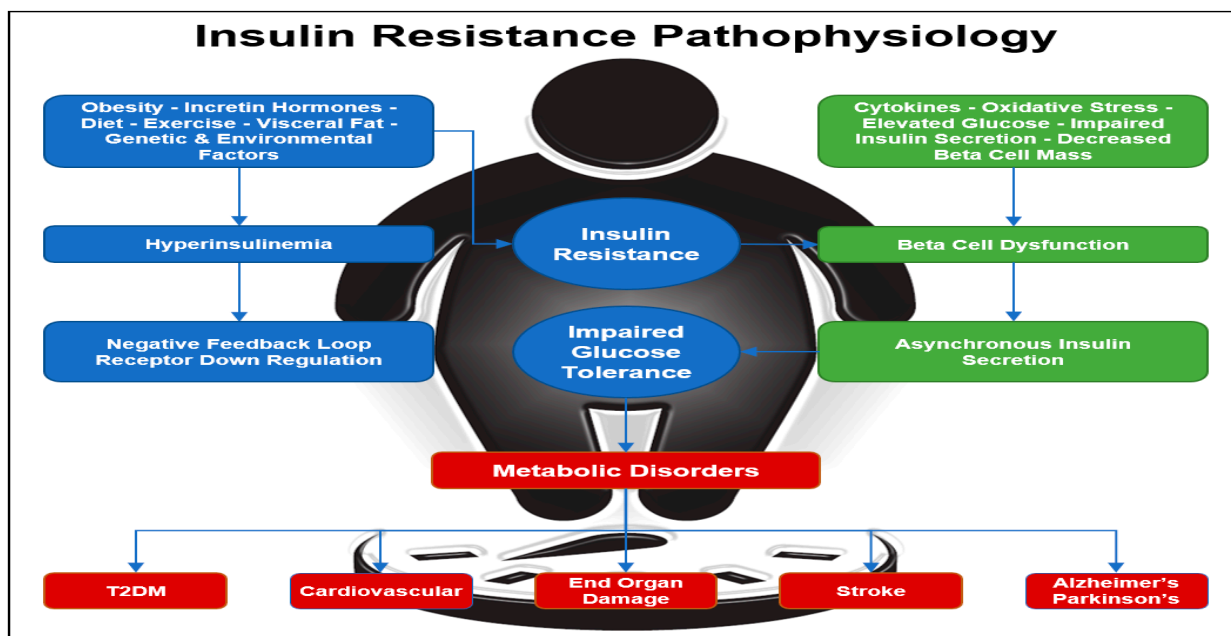 Insulin Resistance Pathophysiology
Obesity - Incretin Hormones -
Diet - Exercise - Visceral Fat -
Genetic & Environmental
Factors
Cytokines - Oxidative Stress -
Elevated Glucose - Impaired
Insulin Secretion - Decreased
Beta Cell Mass
Hyperinsulinemia
Insulin
Resistance
Beta Cell Dysfunction
Negative Feedback Loop
Receptor Down Regulation
Impaired
Glucose
Tolerance
Asynchronous Insulin
Secretion
Metabolic Disorders
T2DM
Cardiovascular
End Organ
Damage
Stroke
Alzheimer’s
Parkinson’s